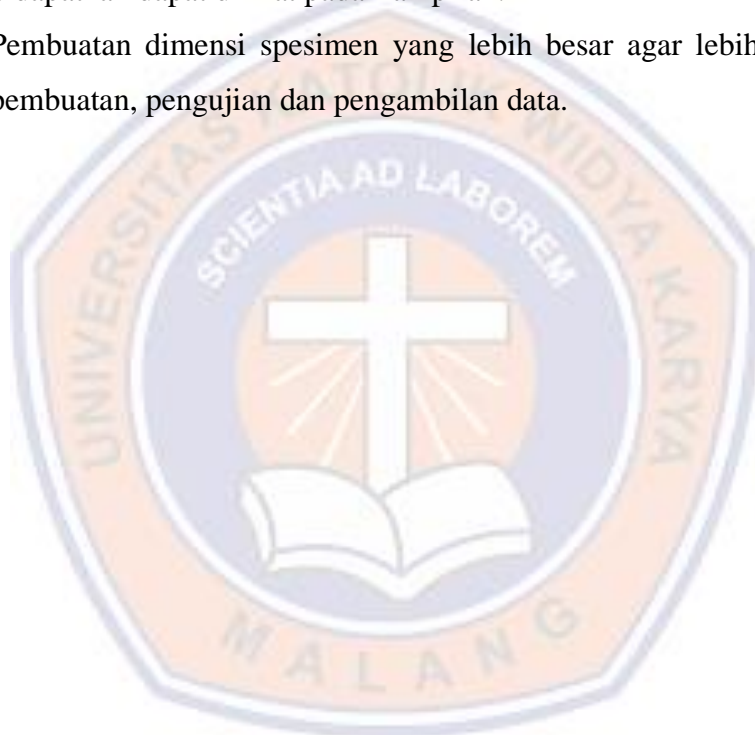 Pembuatan dimensi spesimen yang lebih besar agar lebih
pembuatan, pengujian dan pengambilan data.
UNIVERSITAS KATOLIK WIDYA KARYA
SCIENTIA AD LABOREM
MALANG